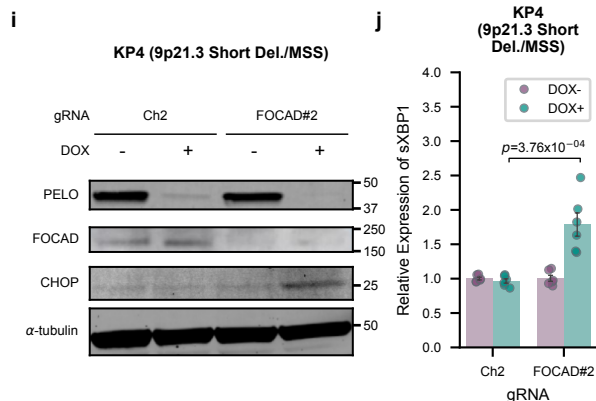 i
KP4 (9p21.3 Short Del./MSS)
gRNA Ch2 FOCAD#2
DOX - + - +
PELO 50 37
FOCAD 250 150
CHOP 25
α-tubulin 50
j
KP4
(9p21.3 Short
Del./MSS)
Relative Expression of sXBP1
4.0
3.5
3.0
2.5
2.0
1.5
1.0
0.5
0.0
DOX-
DOX+
p=3.76x10⁻⁰⁴
Ch2 FOCAD#2
gRNA